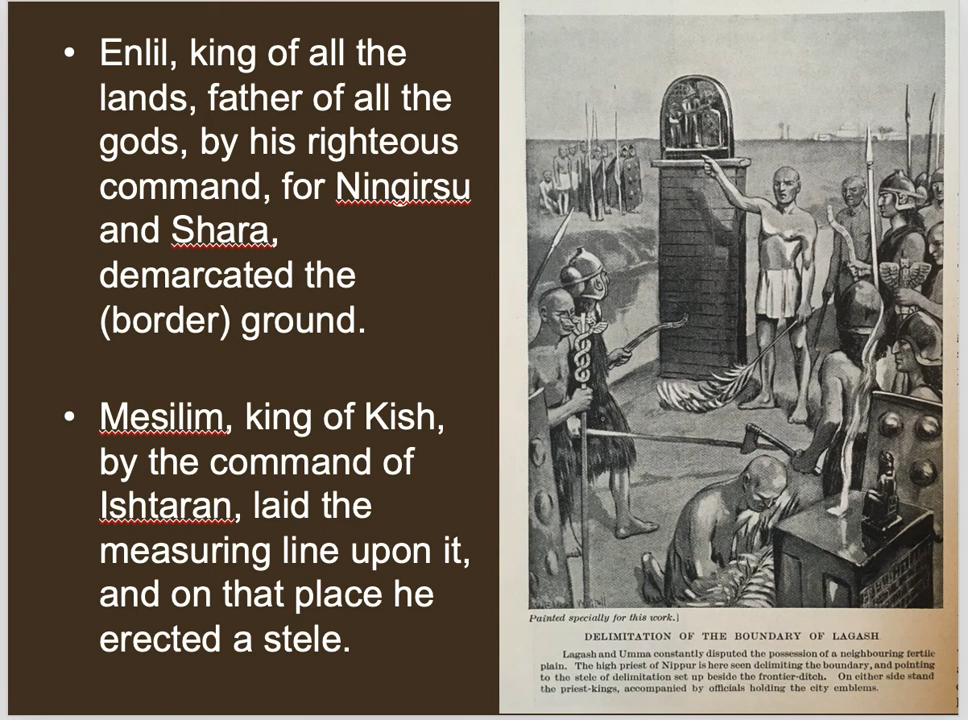 • Enlil, king of all the
lands, father of all the
gods, by his righteous
command, for Ningirsu
and Shara,
demarcated the
(border) ground.
• Mesilim, king of Kish,
by the command of
Ishtaran, laid the
measuring line upon it,
and on that place he
erected a stele.
Painted specially for this work.]
DELIMITATION OF THE BOUNDARY OF LAGASH
Lagash and Umma constantly disputed the possession of a neighbouring fertile
plain. The high priest of Nippur is here seen delimiting the boundary, and pointing
to the stele of delimitation set up beside the frontier-ditch. On either side stand
the priest-kings, accompanied by officials holding the city emblems.